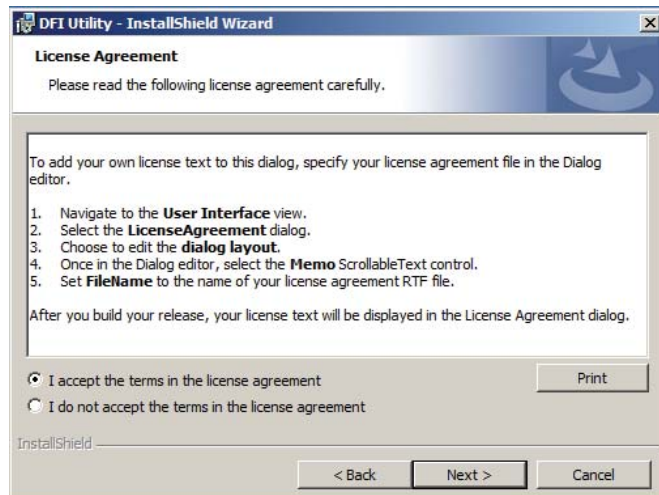 DFI Utility - InstallShield Wizard
License Agreement
Please read the following license agreement carefully.
To add your own license text to this dialog, specify your license agreement file in the Dialog
editor.
1. Navigate to the User Interface view.
2. Select the LicenseAgreement dialog.
3. Choose to edit the dialog layout.
4. Once in the Dialog editor, select the Memo ScrollableText control.
5. Set FileName to the name of your license agreement RTF file.
After you build your release, your license text will be displayed in the License Agreement dialog.
I accept the terms in the license agreement
Print
I do not accept the terms in the license agreement
InstallShield
< Back
Next >
Cancel